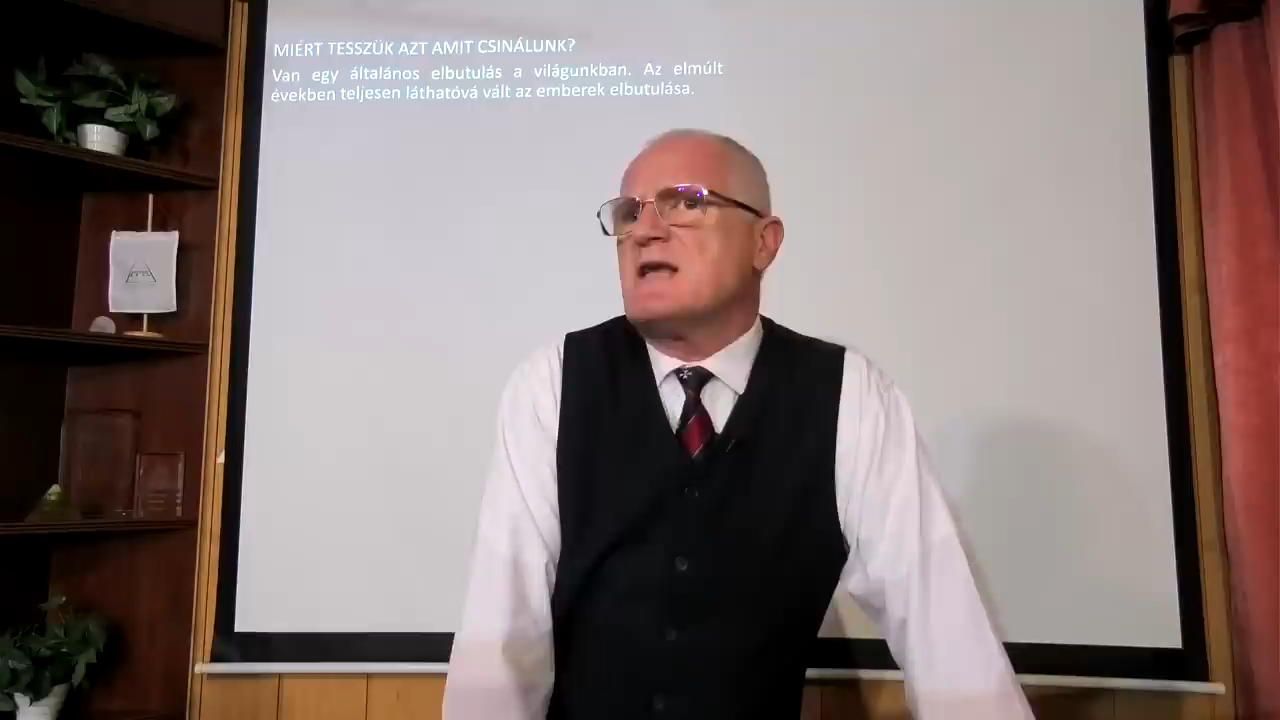 MIÉRT TESSZÜK AZT AMIT CSINÁLUNK?
Van egy általános elbutulás a világunkban. Az elmúlt
években teljesen láthatóvá vált az emberek elbutulása.